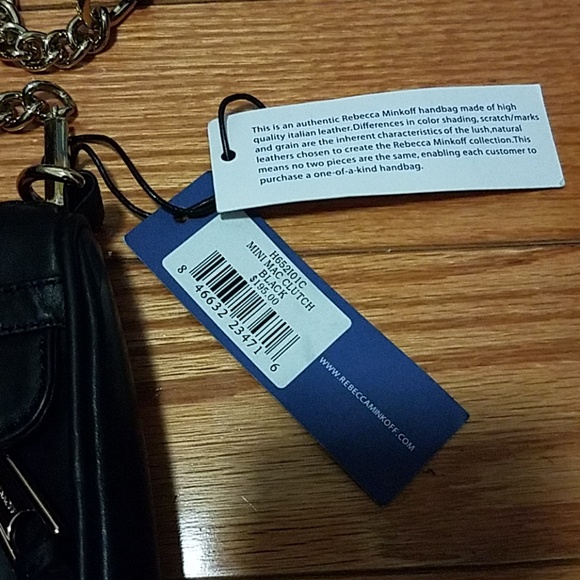 This is an authentic Rebecca Minkoff handbag made of high
quality italian leather.Differences in color shading, scratch/marks
and grain are the inherent characteristics of the lush,natural
leathers chosen to create the Rebecca Minkoff collection.This
means no two pieces are the same, enabling each customer to
purchase a one-of-a-kind handbag.
H652I01C
MINI MAC CLUTCH
BLACK
$195.00
8 46632 23471 6
WWW.REBECCAMINKOFF.COM